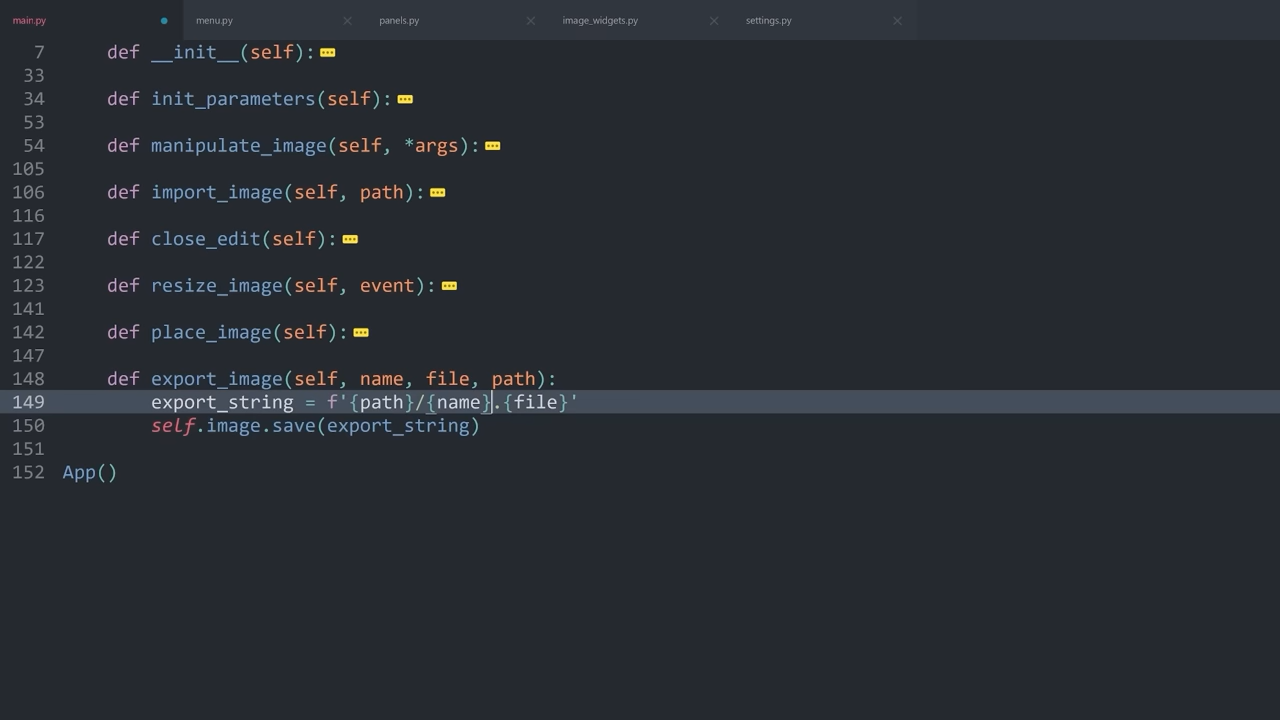 main.py menu.py panels.py image_widgets.py settings.py
7 def __init__(self):
33
34 def init_parameters(self):
53
54 def manipulate_image(self, *args):
105
106 def import_image(self, path):
116
117 def close_edit(self):
122
123 def resize_image(self, event):
141
142 def place_image(self):
147
148 def export_image(self, name, file, path):
149 export_string = f'{path}/{name}.{file}'
150 self.image.save(export_string)
151
152 App()